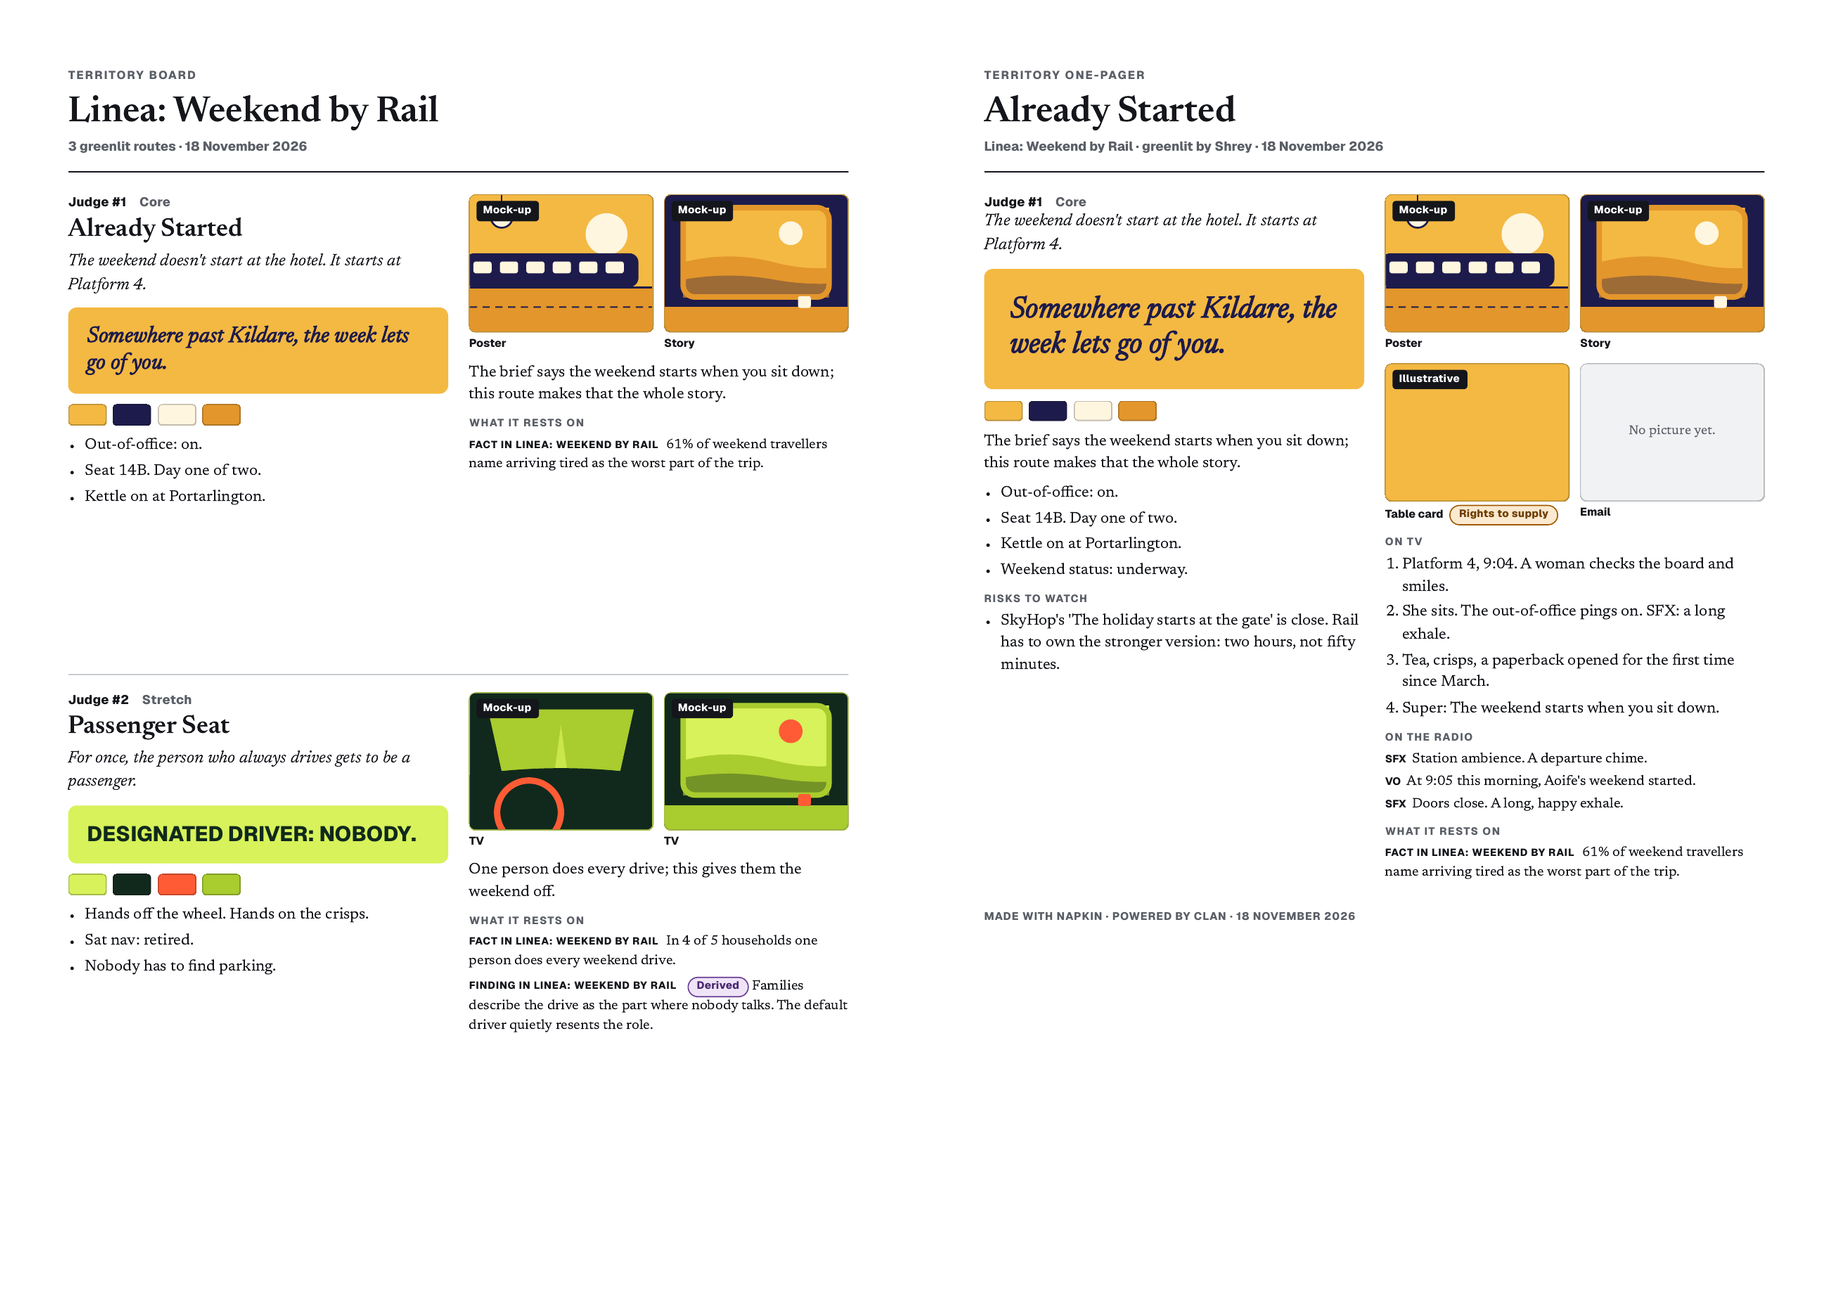 TERRITORY BOARD
Linea: Weekend by Rail
3 greenlit routes · 18 November 2026
Judge #1 Core
Already Started
The weekend doesn't start at the hotel. It starts at
Platform 4.
Somewhere past Kildare, the week lets
go of you.
• Out-of-office: on.
• Seat 14B. Day one of two.
• Kettle on at Portarlington.
Mock-up
Mock-up
Poster
Story
The brief says the weekend starts when you sit down;
this route makes that the whole story.
WHAT IT RESTS ON
FACT IN LINEA: WEEKEND BY RAIL 61% of weekend travellers
name arriving tired as the worst part of the trip.
Judge #2 Stretch
Passenger Seat
For once, the person who always drives gets to be a
passenger.
DESIGNATED DRIVER: NOBODY.
• Hands off the wheel. Hands on the crisps.
• Sat nav: retired.
• Nobody has to find parking.
Mock-up
Mock-up
TV
TV
One person does every drive; this gives them the
weekend off.
WHAT IT RESTS ON
FACT IN LINEA: WEEKEND BY RAIL In 4 of 5 households one
person does every weekend drive.
FINDING IN LINEA: WEEKEND BY RAIL Derived Families
describe the drive as the part where nobody talks. The default
driver quietly resents the role.
TERRITORY ONE-PAGER
Already Started
Linea: Weekend by Rail · greenlit by Shrey · 18 November 2026
Judge #1 Core
The weekend doesn't start at the hotel. It starts at
Platform 4.
Somewhere past Kildare, the
week lets go of you.
The brief says the weekend starts when you sit down;
this route makes that the whole story.
• Out-of-office: on.
• Seat 14B. Day one of two.
• Kettle on at Portarlington.
• Weekend status: underway.
RISKS TO WATCH
• SkyHop's 'The holiday starts at the gate' is close. Rail
has to own the stronger version: two hours, not fifty
minutes.
Mock-up
Mock-up
Poster
Story
Illustrative
No picture yet.
Table card Rights to supply
Email
ON TV
1. Platform 4, 9:04. A woman checks the board and
smiles.
2. She sits. The out-of-office pings on. SFX: a long
exhale.
3. Tea, crisps, a paperback opened for the first time
since March.
4. Super: The weekend starts when you sit down.
ON THE RADIO
SFX Station ambience. A departure chime.
VO At 9:05 this morning, Aoife's weekend started.
SFX Doors close. A long, happy exhale.
WHAT IT RESTS ON
FACT IN LINEA: WEEKEND BY RAIL 61% of weekend travellers
name arriving tired as the worst part of the trip.
MADE WITH NAPKIN · POWERED BY CLAN · 18 NOVEMBER 2026